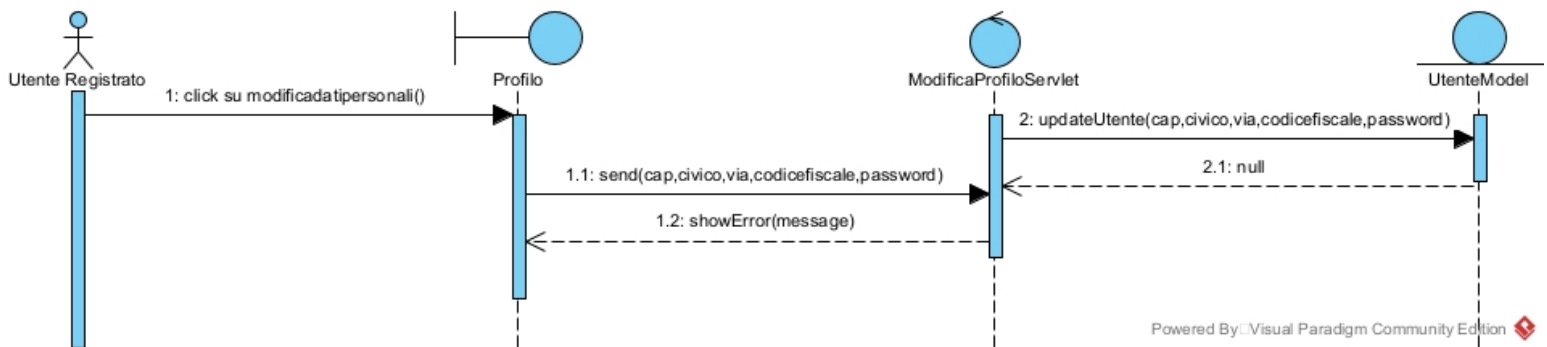 Utente Registrato
Profilo
ModificaProfiloServlet
UtenteModel
1: click su modificadatipersonali()
2: updateUtente(cap,civico,via,codicefiscale,password)
2.1: null
1.1: send(cap,civico,via,codicefiscale,password)
1.2: showError(message)
Powered By Visual Paradigm Community Edition